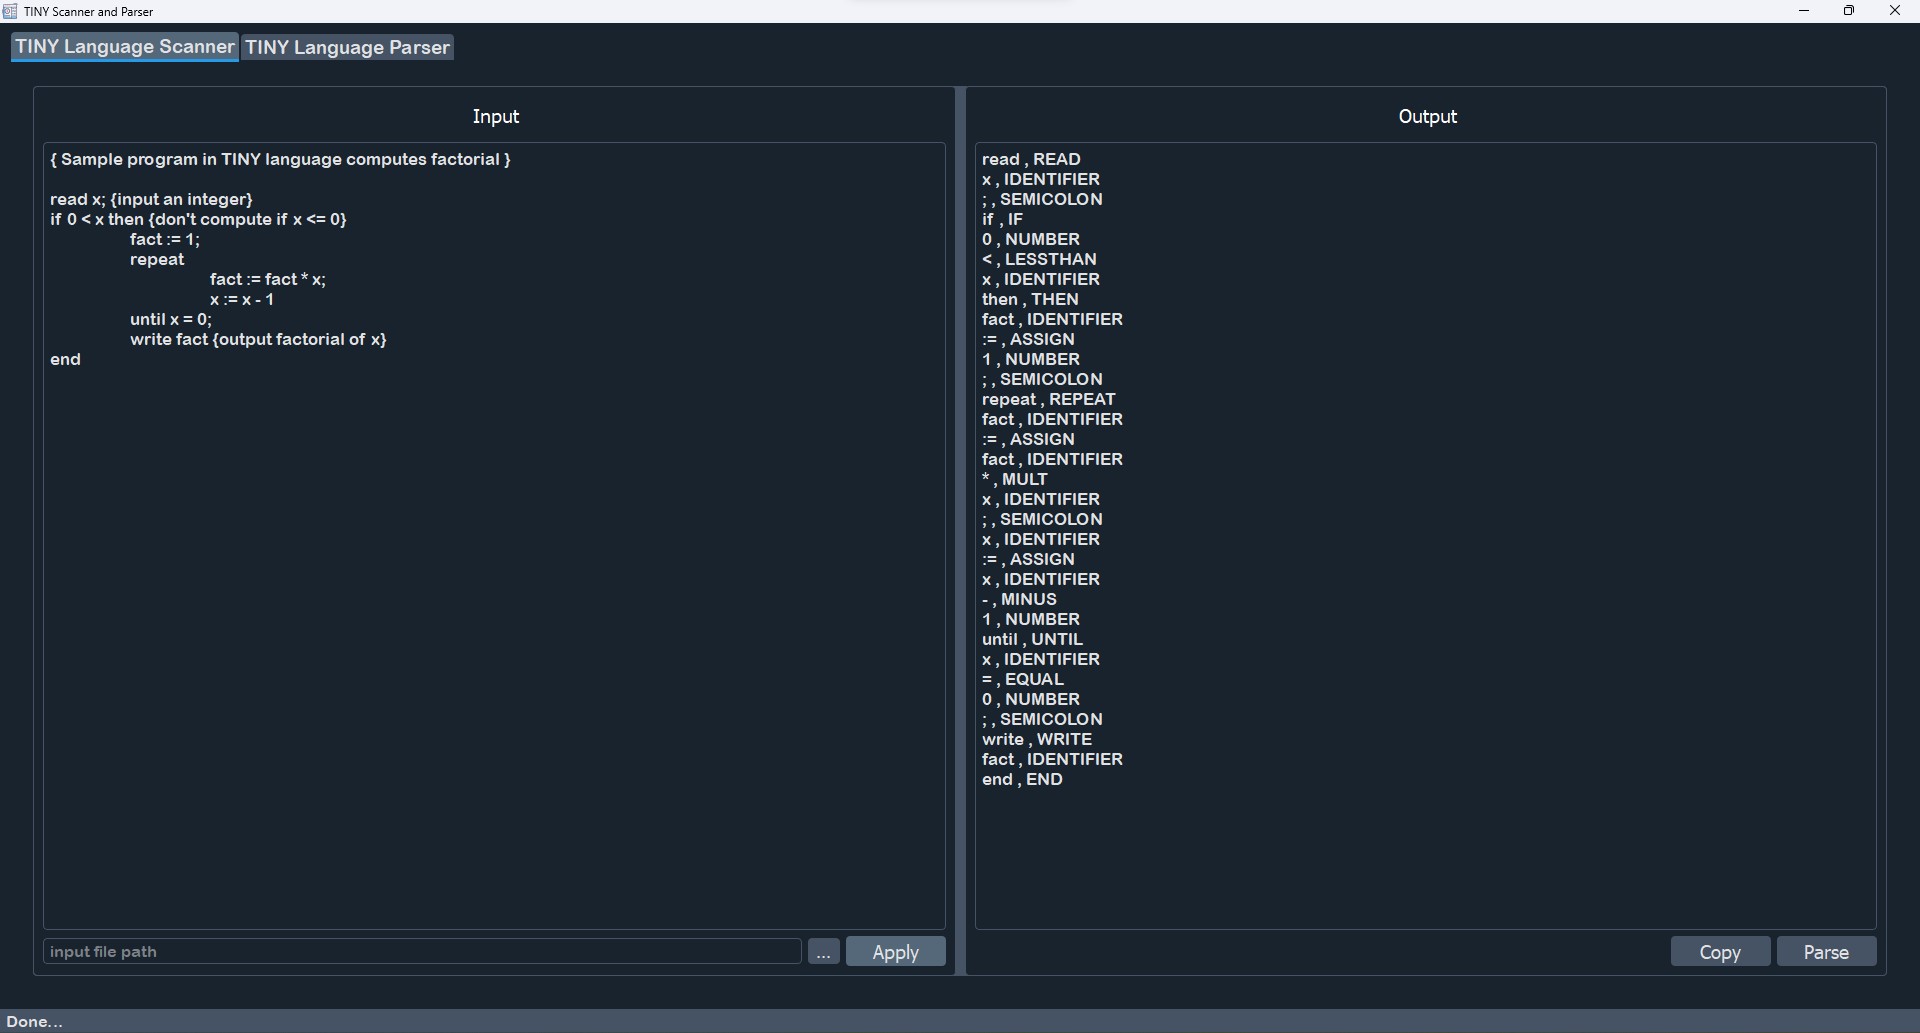 TINY Scanner and Parser
TINY Language Scanner TINY Language Parser
Input
{ Sample program in TINY language computes factorial }
read x; {input an integer}
if 0 < x then {don't compute if x <= 0}
fact := 1;
repeat
fact := fact * x;
x := x - 1
until x = 0;
write fact {output factorial of x}
end
input file path
...
Apply
Output
read , READ
x , IDENTIFIER
; , SEMICOLON
if , IF
0 , NUMBER
< , LESSTHAN
x , IDENTIFIER
then , THEN
fact , IDENTIFIER
:= , ASSIGN
1 , NUMBER
; , SEMICOLON
repeat , REPEAT
fact , IDENTIFIER
:= , ASSIGN
fact , IDENTIFIER
* , MULT
x , IDENTIFIER
; , SEMICOLON
x , IDENTIFIER
:= , ASSIGN
x , IDENTIFIER
- , MINUS
1 , NUMBER
until , UNTIL
x , IDENTIFIER
= , EQUAL
0 , NUMBER
; , SEMICOLON
write , WRITE
fact , IDENTIFIER
end , END
Copy Parse
Done...